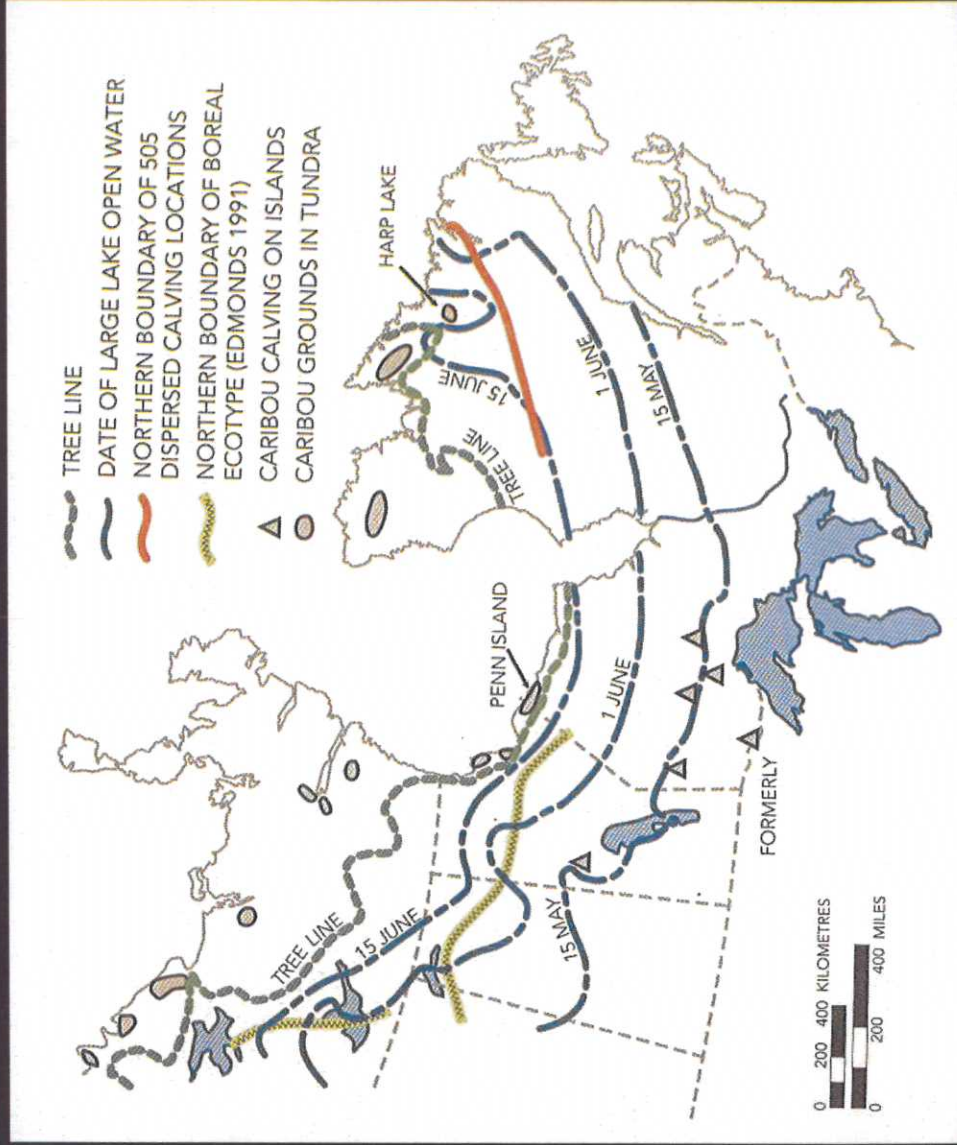 TREE LINE
DATE OF LARGE LAKE OPEN WATER
NORTHERN BOUNDARY OF 505
DISPERSED CALVING LOCATIONS
NORTHERN BOUNDARY OF BOREAL
ECOTYPE (EDMONDS 1991)
CARIBOU CALVING ON ISLANDS
CARIBOU GROUNDS IN TUNDRA
HARP LAKE
15 JUNE
TREE LINE
1 JUNE
15 MAY
PENN ISLAND
TREE LINE
15 JUNE
1 JUNE
15 MAY
FORMERLY
0 200 400 KILOMETRES
0 200 400 MILES